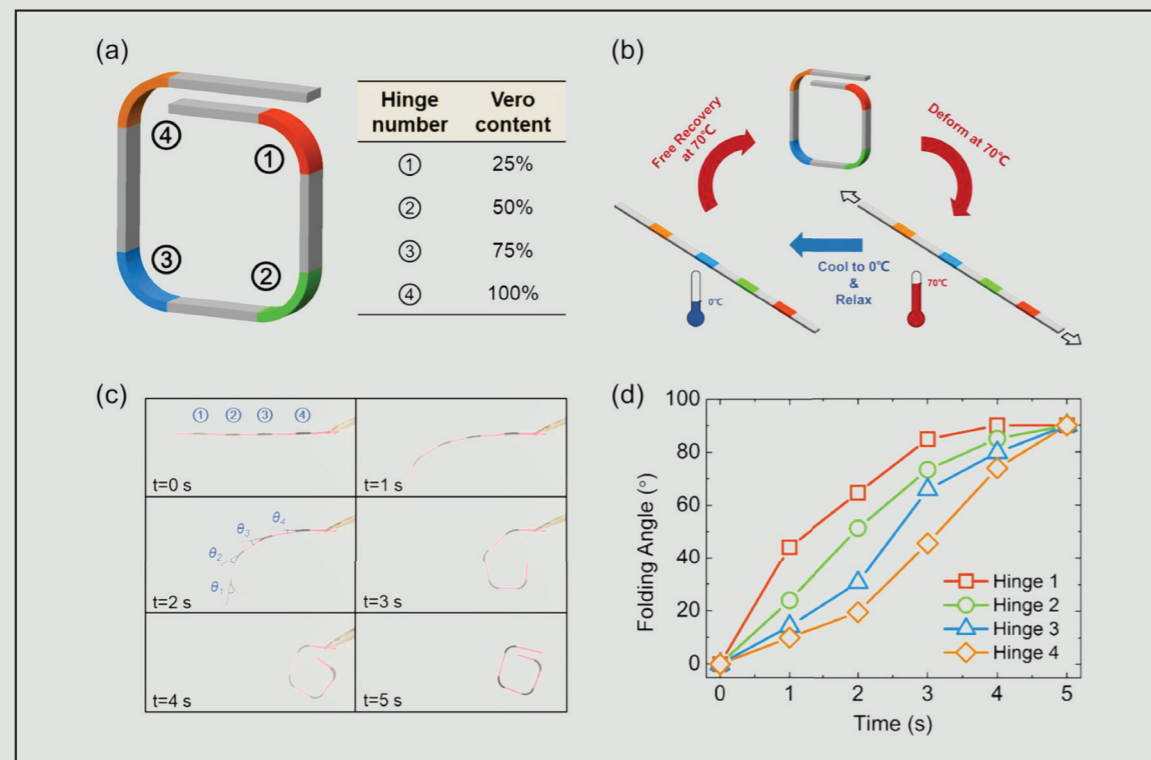 (a)
④
①
③
②
Hinge number
Vero content
① 25%
② 50%
③ 75%
④ 100%
(b)
Free Recovery
at 70℃
Deform at 70℃
Cool to 0℃
&
Relax
0℃
70℃
(c)
① ② ③ ④
t=0 s
t=1 s
θ4
θ3
θ2
θ1
t=2 s
t=3 s
t=4 s
t=5 s
(d)
100
80
60
40
20
0
Folding Angle (°)
Hinge 1
Hinge 2
Hinge 3
Hinge 4
0 1 2 3 4 5
Time (s)